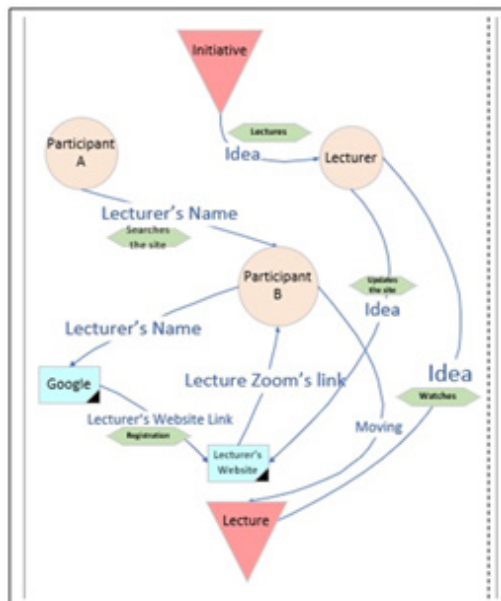 Initiative
Lectures
Idea
Lecturer
Participant
A
Lecturer's Name
Searches
the site
Participant
B
Updates
the site
Idea
Lecturer's Name
Google
Lecture Zoom's link
Idea
Watches
Lecturer's Website Link
Registration
Moving
Lecturer's
Website
Lecture